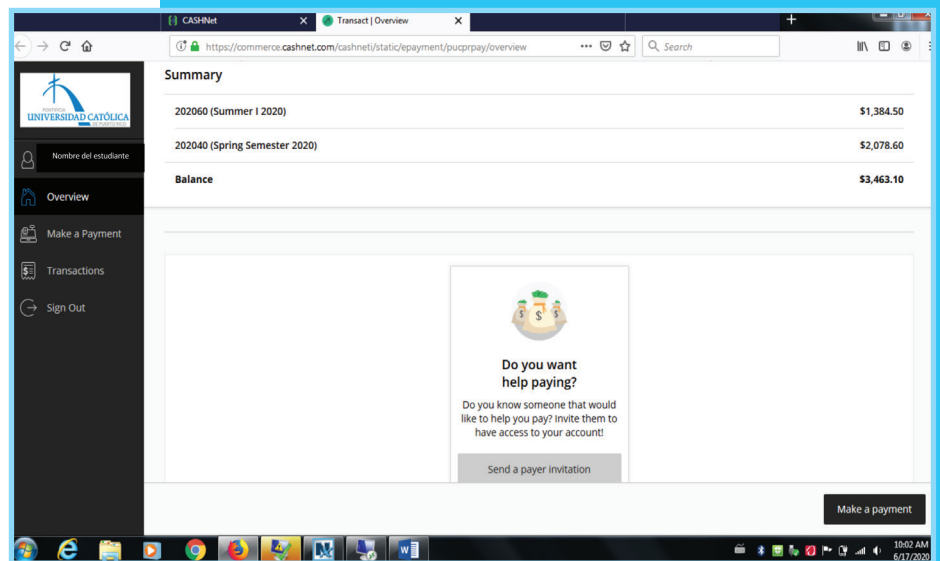 CASHNet
Transact | Overview
https://commerce.cashnet.com/cashneti/static/epayment/pucprpay/overview
Search
PONTIFICIA
UNIVERSIDAD CATÓLICA
DE PUERTO RICO
Nombre del estudiante
Overview
Make a Payment
Transactions
Sign Out
Summary
202060 (Summer I 2020) $1,384.50
202040 (Spring Semester 2020) $2,078.60
Balance $3,463.10
Do you want
help paying?
Do you know someone that would
like to help you pay? Invite them to
have access to your account!
Send a payer invitation
Make a payment
10:02 AM
6/17/2020